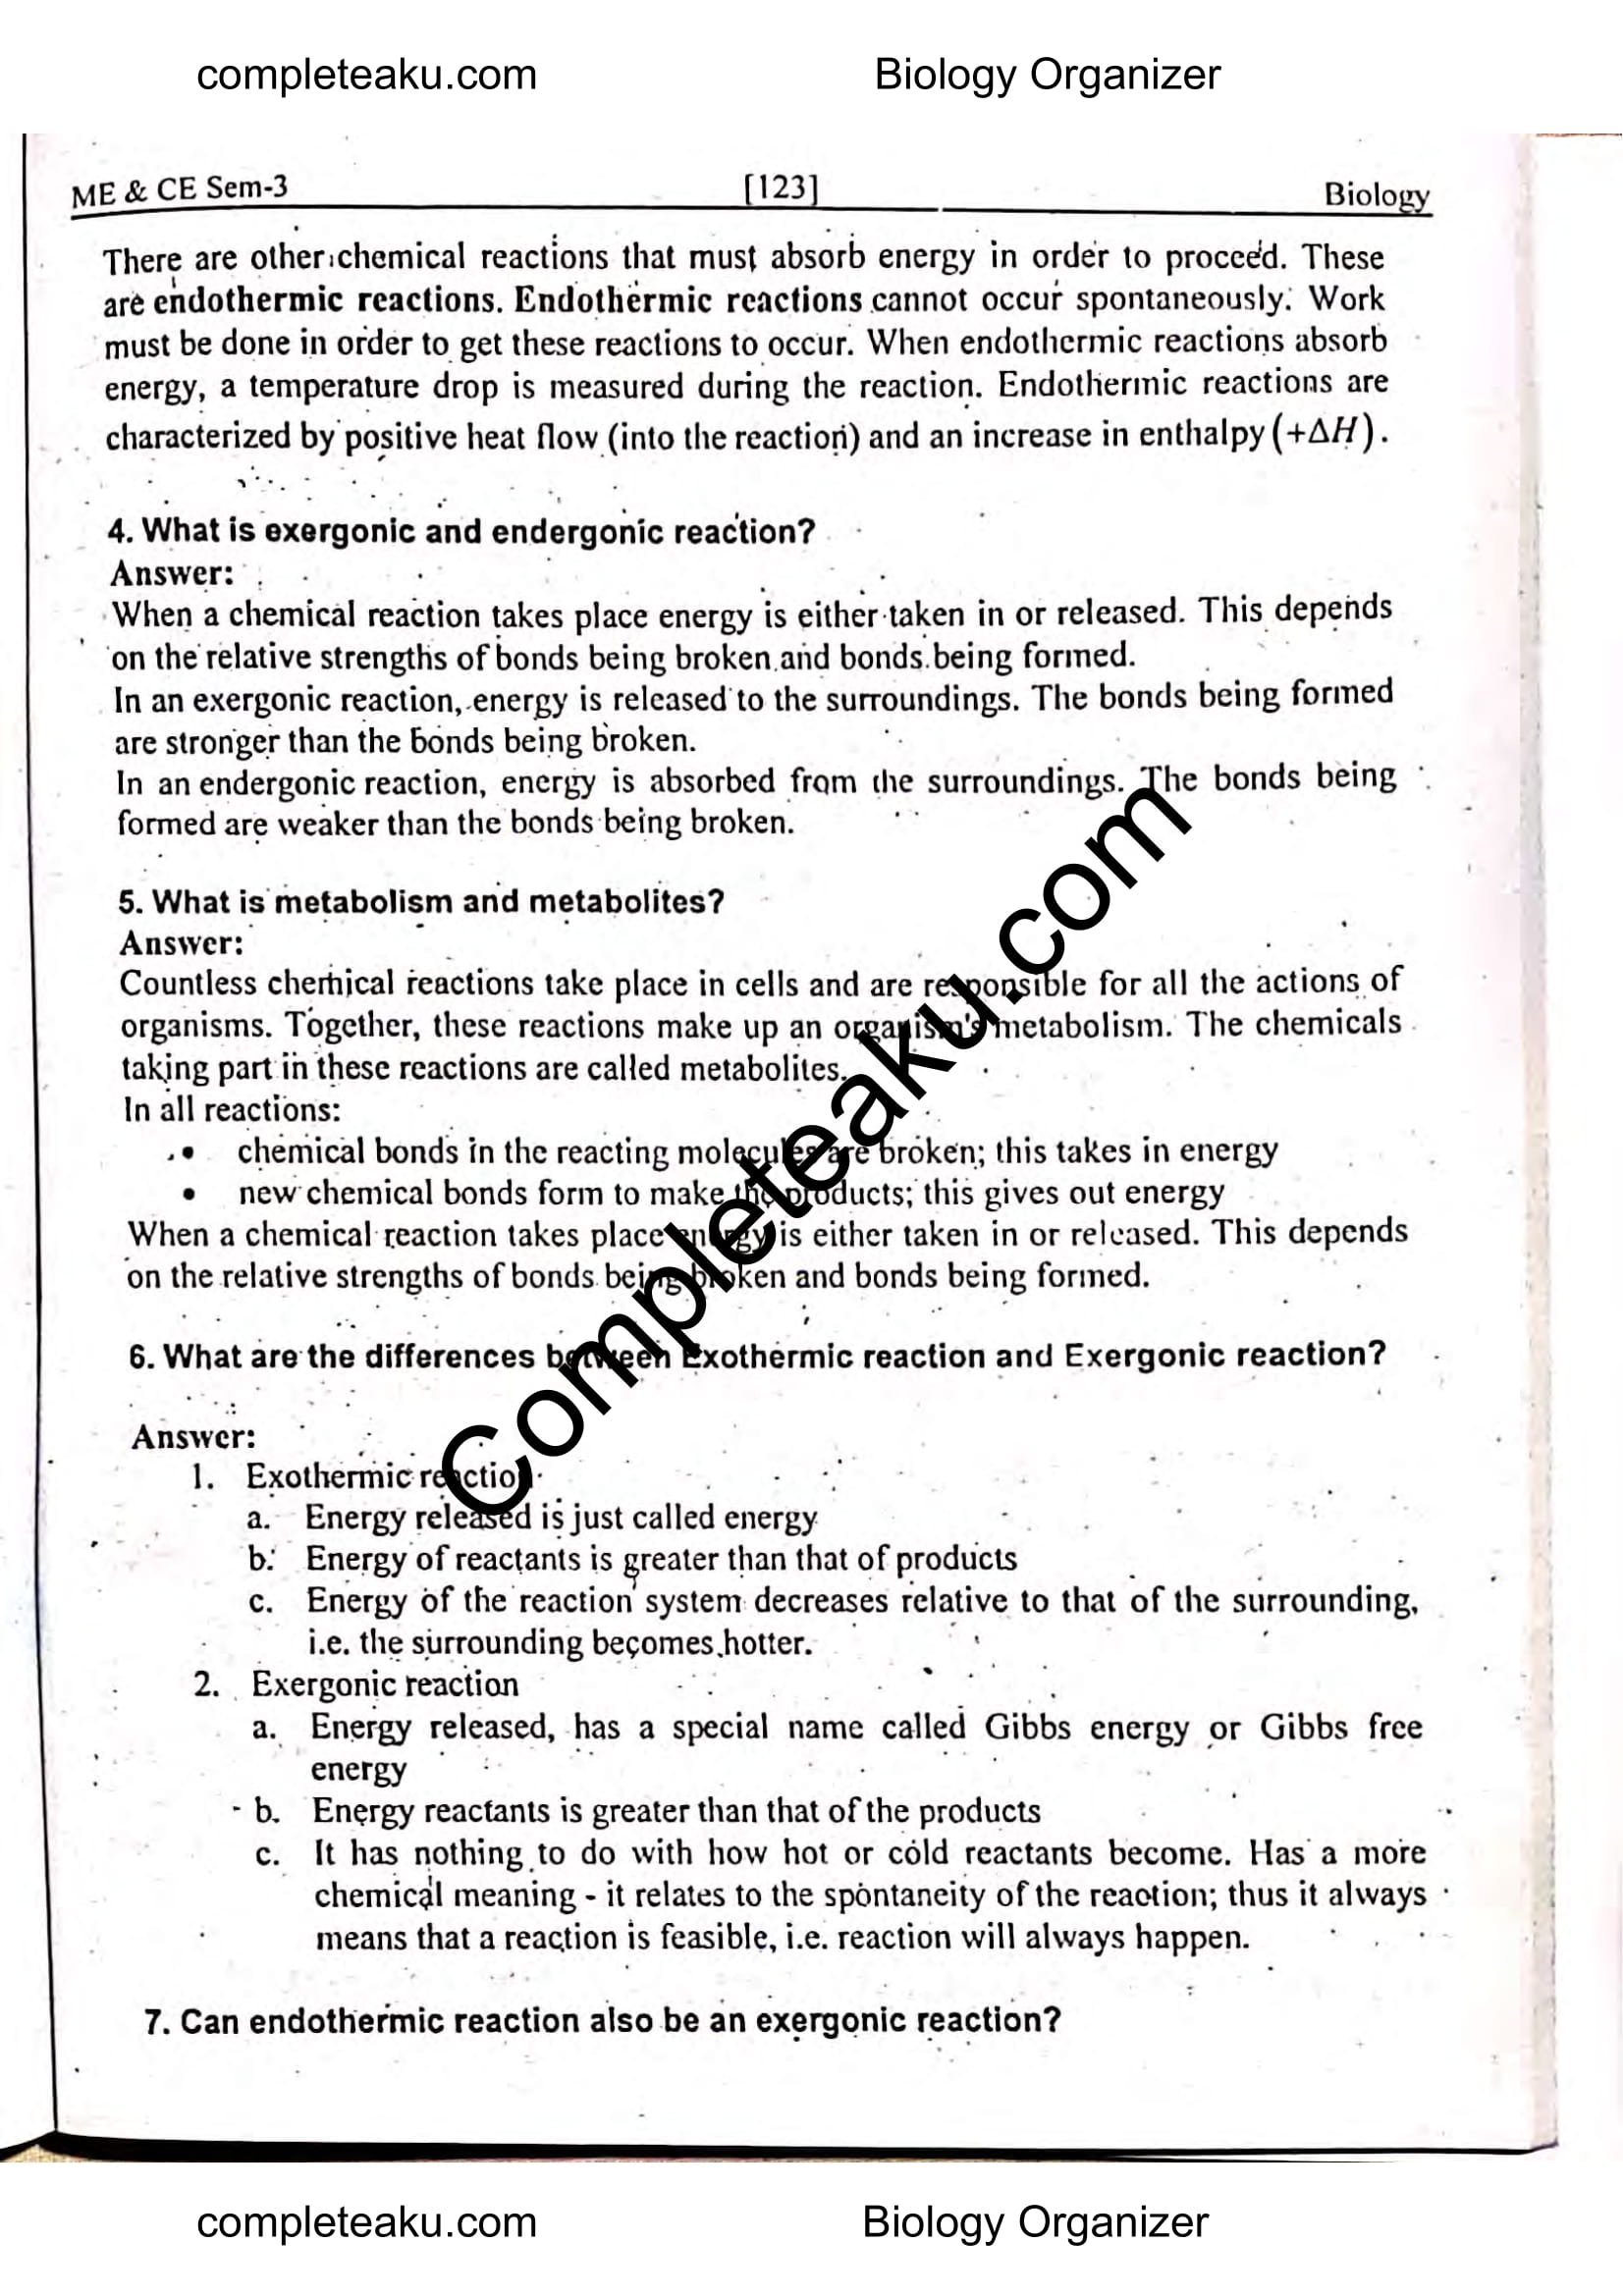 completeaku.com Biology Organizer
ME & CE Sem-3 [123] Biology
There are other chemical reactions that must absorb energy in order to proceed. These
are endothermic reactions. Endothermic reactions cannot occur spontaneously. Work
must be done in order to get these reactions to occur. When endothermic reactions absorb
energy, a temperature drop is measured during the reaction. Endothermic reactions are
characterized by positive heat flow (into the reaction) and an increase in enthalpy (+ΔH).
4. What is exergonic and endergonic reaction?
Answer:
When a chemical reaction takes place energy is either taken in or released. This depends
on the relative strengths of bonds being broken and bonds being formed.
In an exergonic reaction, energy is released to the surroundings. The bonds being formed
are stronger than the bonds being broken.
In an endergonic reaction, energy is absorbed from the surroundings. The bonds being
formed are weaker than the bonds being broken.
5. What is metabolism and metabolites?
Answer:
Countless chemical reactions take place in cells and are responsible for all the actions of
organisms. Together, these reactions make up an organism's metabolism. The chemicals
taking part in these reactions are called metabolites.
In all reactions:
• chemical bonds in the reacting molecules are broken; this takes in energy
• new chemical bonds form to make the products; this gives out energy
When a chemical reaction takes place energy is either taken in or released. This depends
on the relative strengths of bonds being broken and bonds being formed.
6. What are the differences between Exothermic reaction and Exergonic reaction?
Answer:
1. Exothermic reaction
a. Energy released is just called energy
b. Energy of reactants is greater than that of products
c. Energy of the reaction system decreases relative to that of the surrounding,
i.e. the surrounding becomes hotter.
2. Exergonic reaction
a. Energy released, has a special name called Gibbs energy or Gibbs free
energy
b. Energy reactants is greater than that of the products
c. It has nothing to do with how hot or cold reactants become. Has a more
chemical meaning - it relates to the spontaneity of the reaction; thus it always
means that a reaction is feasible, i.e. reaction will always happen.
7. Can endothermic reaction also be an exergonic reaction?
Completeaku.com
completeaku.com Biology Organizer